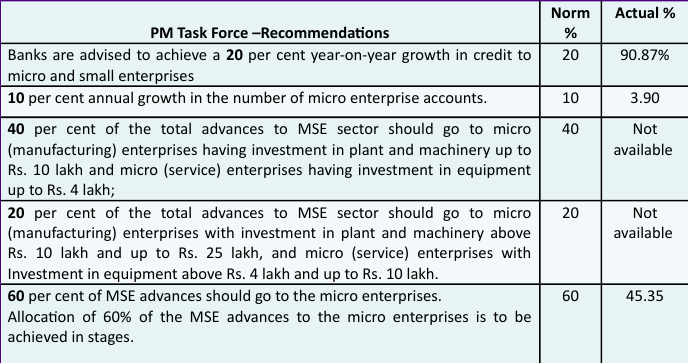 PM Task Force –Recommendations
Norm
%
Actual %
Banks are advised to achieve a 20 per cent year-on-year growth in credit to
micro and small enterprises
20
90.87%
10 per cent annual growth in the number of micro enterprise accounts.
10
3.90
40 per cent of the total advances to MSE sector should go to micro
(manufacturing) enterprises having investment in plant and machinery up to
Rs. 10 lakh and micro (service) enterprises having investment in equipment
up to Rs. 4 lakh;
40
Not
available
20 per cent of the total advances to MSE sector should go to micro
(manufacturing) enterprises with investment in plant and machinery above
Rs. 10 lakh and up to Rs. 25 lakh, and micro (service) enterprises with
Investment in equipment above Rs. 4 lakh and up to Rs. 10 lakh.
20
Not
available
60 per cent of MSE advances should go to the micro enterprises.
Allocation of 60% of the MSE advances to the micro enterprises is to be
achieved in stages.
60
45.35